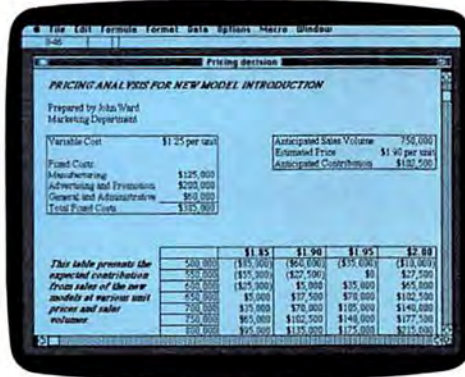 File Edit Formula Format Data Options Macro Window
Pricing decision
PRICING ANALYSIS FOR NEW MODEL INTRODUCTION
Prepared by John Ward
Marketing Department
Variable Cost $1.25 per unit Anticipated Sales Volume 750,000
Estimated Price $1.90 per unit
Fixed Costs: Anticipated Contribution $102,500
Manufacturing $125,000
Advertising and Promotion $200,000
General and Administrative $60,000
Total Fixed Costs $385,000
$1.85 $1.90 $1.95 $2.00
This table presents the 500,000 ($85,000) ($60,000) ($35,000) ($10,000)
expected contribution 550,000 ($55,000) ($27,500) $0 $27,500
from sales of the new 600,000 ($25,000) $5,000 $35,000 $65,000
models at various unit 650,000 $5,000 $37,500 $70,000 $102,500
prices and sales 700,000 $35,000 $70,000 $105,000 $140,000
volumes. 750,000 $65,000 $102,500 $140,000 $177,500
800,000 $95,000 $135,000 $175,000 $215,000